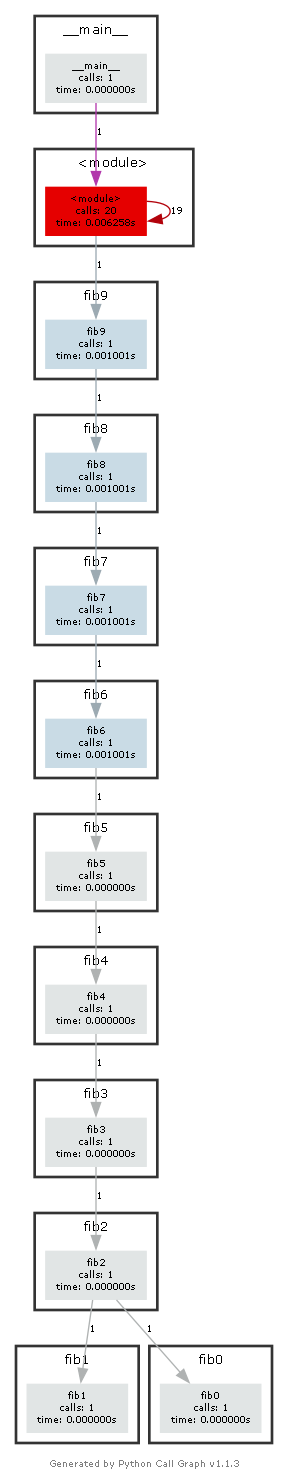 __main__
__main__
calls: 1
time: 0.000000s
1
<module>
<module>
calls: 20
time: 0.006258s
19
1
fib9
fib9
calls: 1
time: 0.001001s
1
fib8
fib8
calls: 1
time: 0.001001s
1
fib7
fib7
calls: 1
time: 0.001001s
1
fib6
fib6
calls: 1
time: 0.001001s
1
fib5
fib5
calls: 1
time: 0.000000s
1
fib4
fib4
calls: 1
time: 0.000000s
1
fib3
fib3
calls: 1
time: 0.000000s
1
fib2
fib2
calls: 1
time: 0.000000s
1
1
fib1
fib1
calls: 1
time: 0.000000s
fib0
fib0
calls: 1
time: 0.000000s
Generated by Python Call Graph v1.1.3